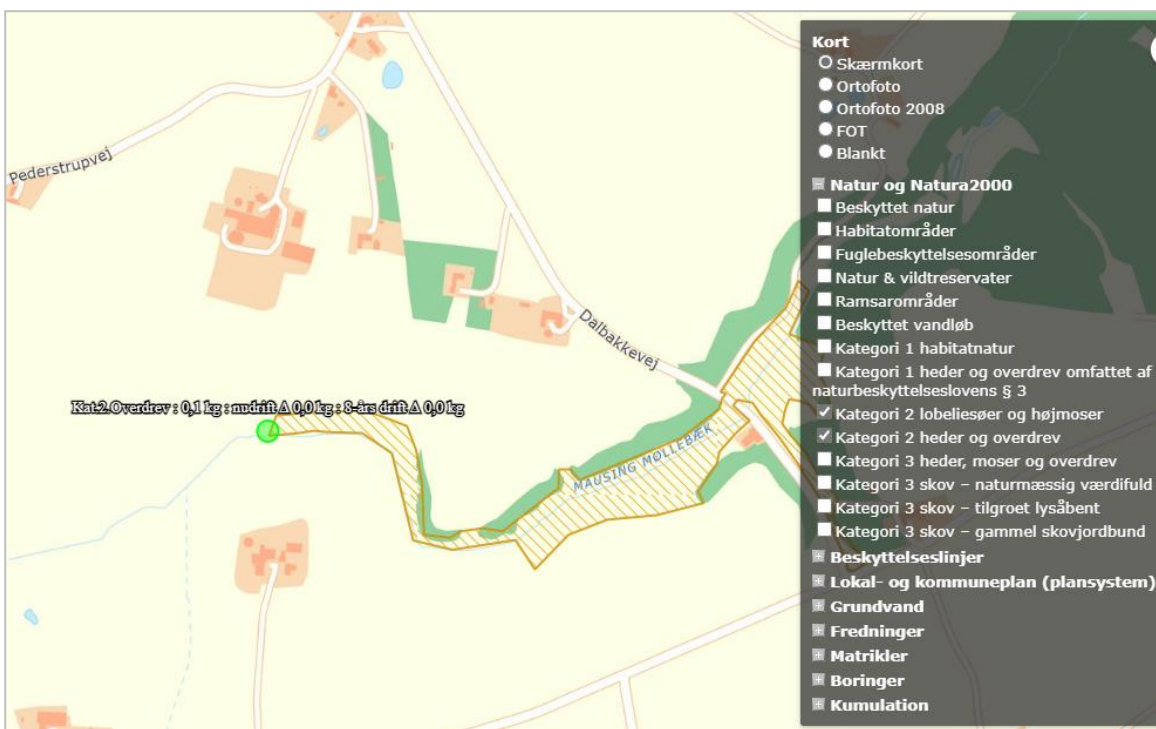 Pederstrupvej
Dalbakkevej
Kat.2.Overdrev : 0,1 kg : nudrift Δ 0,0 kg : 8-års drift Δ 0,0 kg
MAUSING MØLLEBÆK
Kort
Skærmkort
Ortofoto
Ortofoto 2008
FOT
Blankt
Natur og Natura2000
Beskyttet natur
Habitatområder
Fuglebeskyttelsesområder
Natur & vildtreservater
Ramsarområder
Beskyttet vandløb
Kategori 1 habitatnatur
Kategori 1 heder og overdrev omfattet af
naturbeskyttelseslovens § 3
Kategori 2 lobeliesøer og højmoser
Kategori 2 heder og overdrev
Kategori 3 heder, moser og overdrev
Kategori 3 skov – naturmæssig værdifuld
Kategori 3 skov – tilgroet lysåbent
Kategori 3 skov – gammel skovjordbund
Beskyttelseslinjer
Lokal- og kommuneplan (plansystem)
Grundvand
Fredninger
Matrikler
Boringer
Kumulation